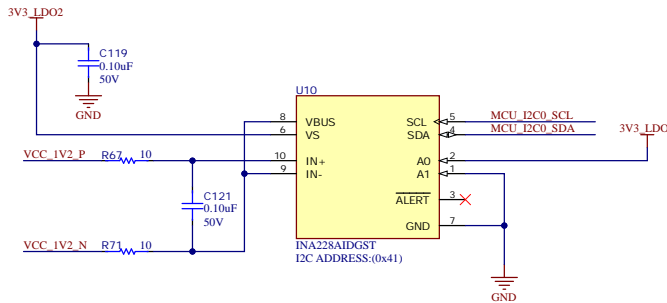 3V3_LDO2
C119
0.10uF
50V
GND
U10
8 VBUS
6 VS
SCL 5 MCU_I2C0_SCL
SDA 4 MCU_I2C0_SDA
3V3_LDO
VCC_1V2_P R67 10
10 IN+
9 IN-
A0 2
A1 1
C121
0.10uF
50V
ALERT 3
GND 7
VCC_1V2_N R71 10
INA228AIDGST
I2C ADDRESS:(0x41)
GND